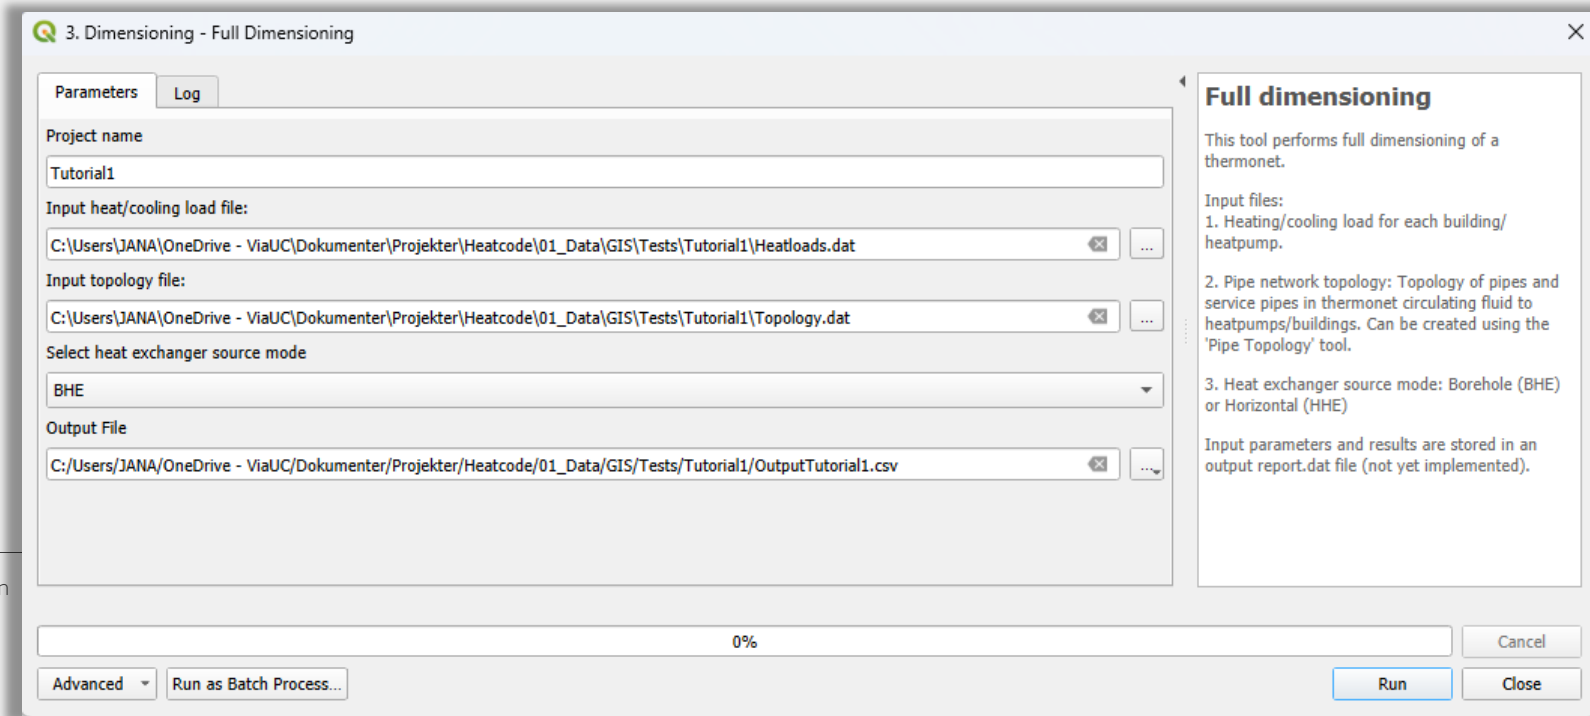 3. Dimensioning - Full Dimensioning
Parameters
Log
Project name
Tutorial1
Input heat/cooling load file:
C:\Users\JANA\OneDrive - ViaUC\Dokumenter\Projekter\Heatcode\01_Data\GIS\Tests\Tutorial1\Heatloads.dat
...
Input topology file:
C:\Users\JANA\OneDrive - ViaUC\Dokumenter\Projekter\Heatcode\01_Data\GIS\Tests\Tutorial1\Topology.dat
...
Select heat exchanger source mode
BHE
Output File
C:/Users/JANA/OneDrive - ViaUC/Dokumenter/Projekter/Heatcode/01_Data/GIS/Tests/Tutorial1/OutputTutorial1.csv
...
Full dimensioning
This tool performs full dimensioning of a
thermonet.
Input files:
1. Heating/cooling load for each building/
heatpump.
2. Pipe network topology: Topology of pipes and
service pipes in thermonet circulating fluid to
heatpumps/buildings. Can be created using the
'Pipe Topology' tool.
3. Heat exchanger source mode: Borehole (BHE)
or Horizontal (HHE)
Input parameters and results are stored in an
output report.dat file (not yet implemented).
n
0%
Cancel
Advanced
Run as Batch Process...
Run
Close